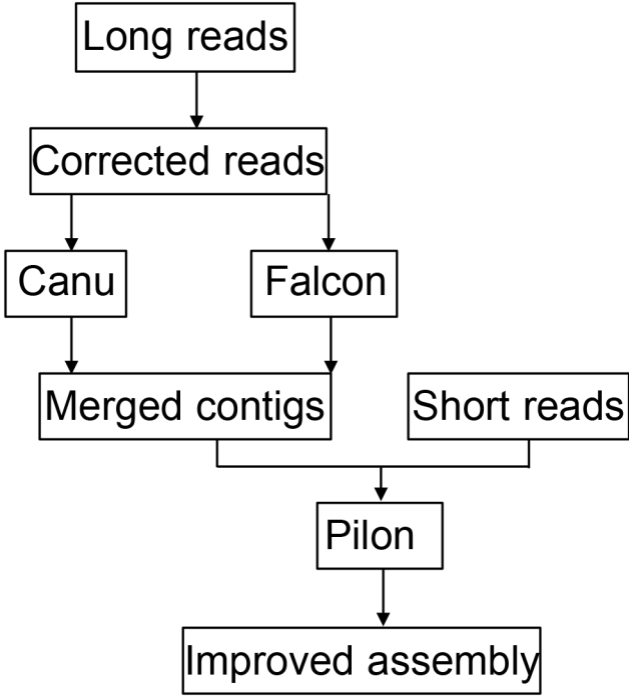 Long reads
Corrected reads
Canu
Falcon
Merged contigs
Short reads
Pilon
Improved assembly